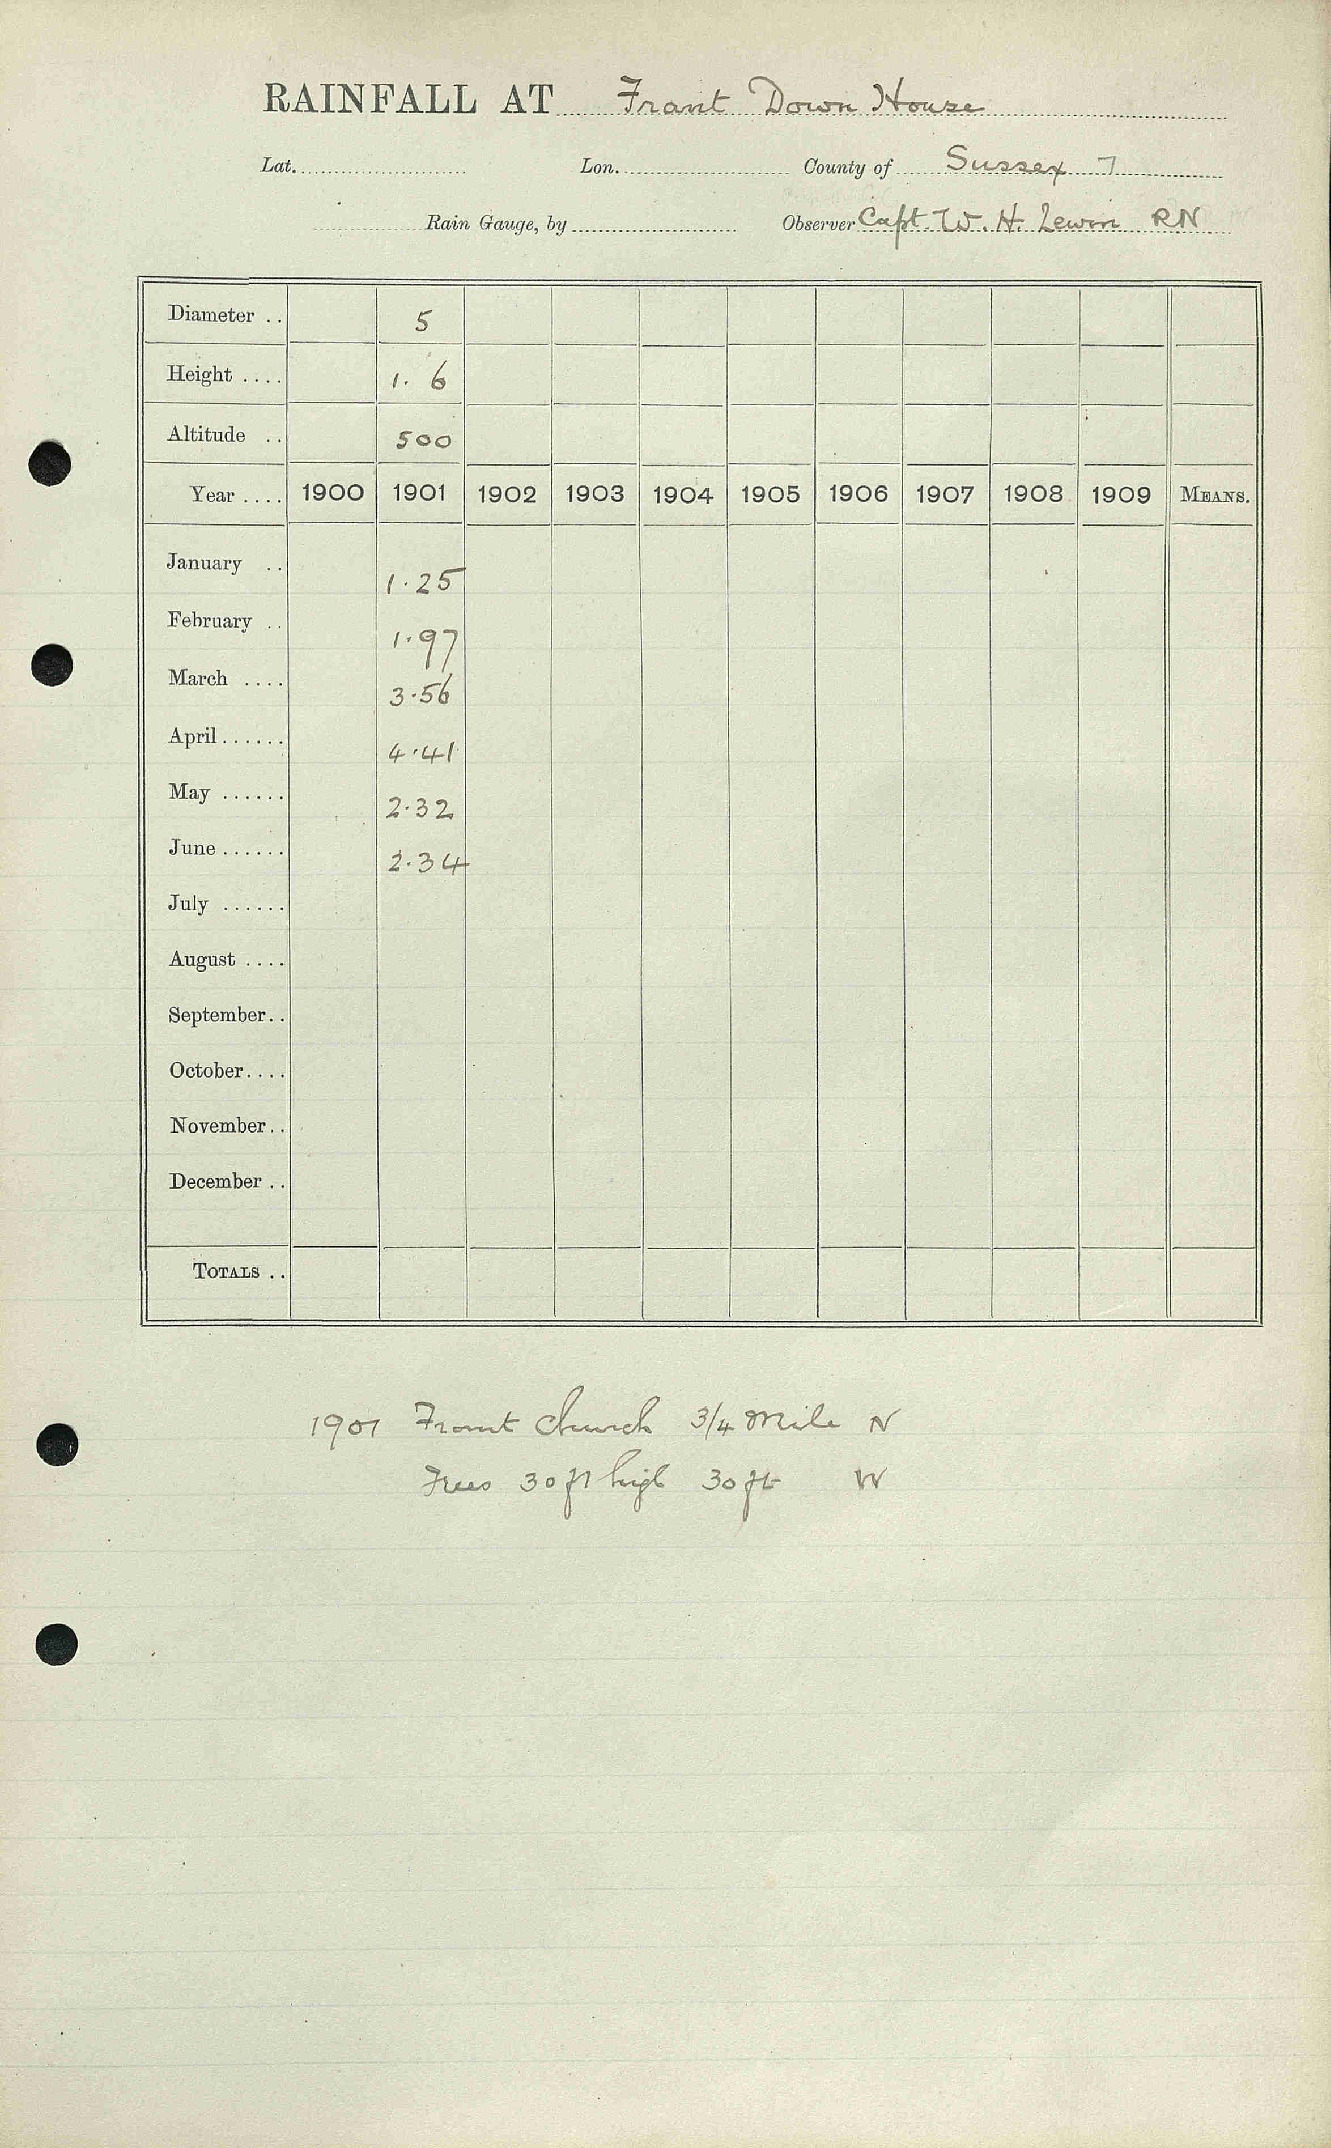 RAINFALL AT Frant Down House
Lat. Lon. County of Sussex 7
Rain Gauge, by Observer Capt. W. H. Lewin RN
Diameter .. 5
Height .... 1. 6
Altitude .. 500
Year .... 1900 1901 1902 1903 1904 1905 1906 1907 1908 1909 MEANS.
January .. 1.25
February .. 1.97
March .... 3.56
April...... 4.41
May ...... 2.32
June ...... 2.34
July ......
August ....
September..
October....
November..
December ..
TOTALS ..
1901 Frant Church 3/4 Mile N
Trees 30 ft high 30 ft W